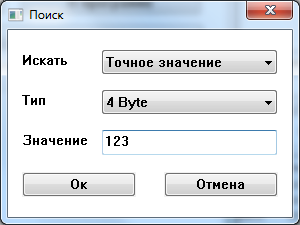 Поиск
Искать Точное значение
Тип 4 Byte
Значение 123
Ок Отмена